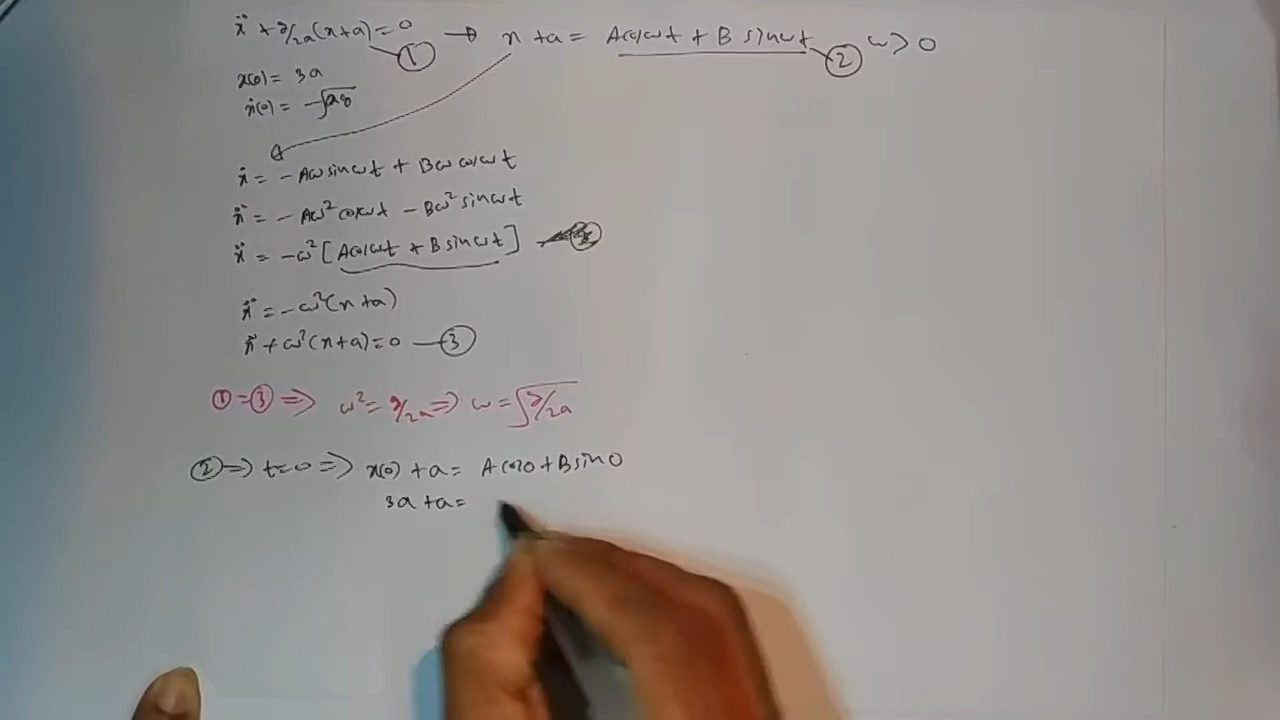 ẍ + g/2a (x+a) = 0 — ① → x + a = A cos ωt + B sin ωt — ② ω > 0
x(0) = 3a
ẋ(0) = -√ag
ẋ = -Aω sin ωt + Bω cos ωt
ẍ = -Aω² cos ωt - Bω² sin ωt
ẍ = -ω² [A cos ωt + B sin ωt]
ẍ = -ω²(x+a)
ẍ + ω²(x+a) = 0 — ③
① = ③ ⇒ ω² = g/2a ⇒ ω = √g/2a
② ⇒ t=0 ⇒ x(0) + a = A cos 0 + B sin 0
3a + a =